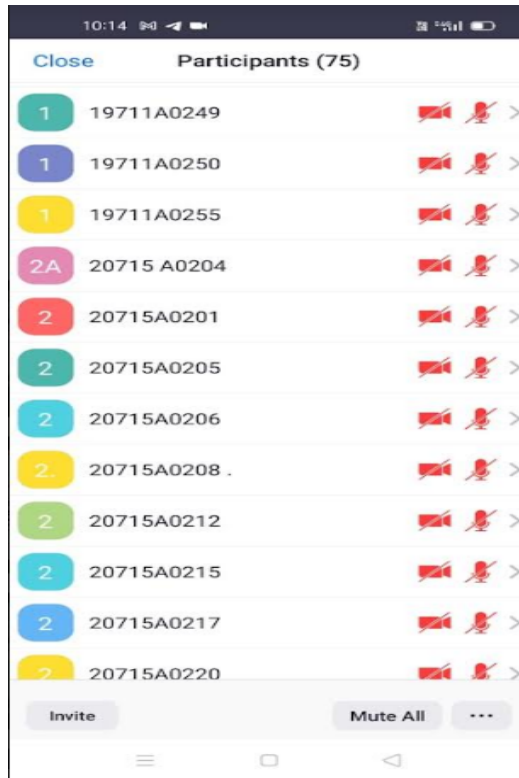 10:14
Close Participants (75)
1 19711A0249
1 19711A0250
1 19711A0255
2A 20715 A0204
2 20715A0201
2 20715A0205
2 20715A0206
2. 20715A0208 .
2 20715A0212
2 20715A0215
2 20715A0217
2 20715A0220
Invite Mute All ...